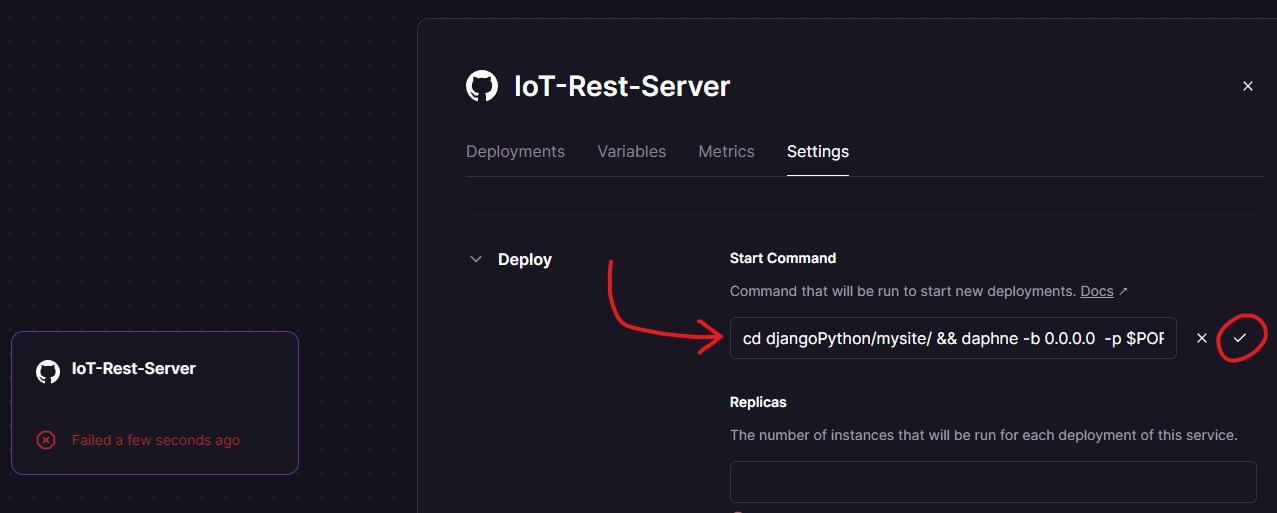 IoT-Rest-Server
Deployments Variables Metrics Settings
Deploy
Start Command
Command that will be run to start new deployments. Docs ↗
cd djangoPython/mysite/ && daphne -b 0.0.0.0 -p
Replicas
The number of instances that will be run for each deployment of this service.
IoT-Rest-Server
Failed a few seconds ago